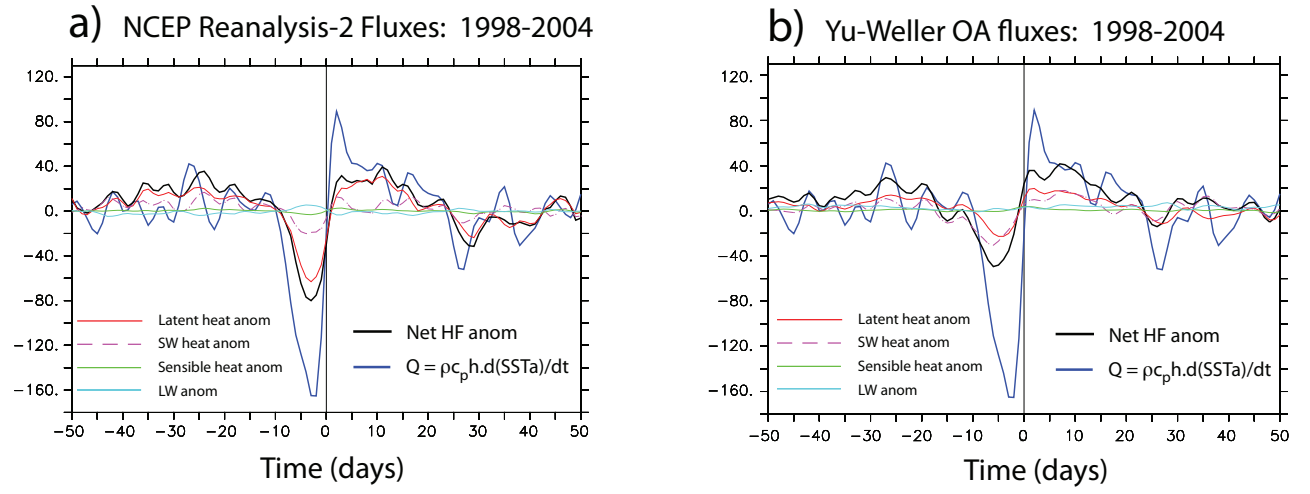 a) NCEP Reanalysis-2 Fluxes: 1998-2004
120.
80.
40.
0.
−40.
−80.
−120.
−160.
Latent heat anom
SW heat anom
Sensible heat anom
LW anom
Net HF anom
Q = ρcph.d(SSTa)/dt
−50 −40 −30 −20 −10 0 10 20 30 40 50
Time (days)
b) Yu-Weller OA fluxes: 1998-2004
120.
80.
40.
0.
−40.
−80.
−120.
−160.
Latent heat anom
SW heat anom
Sensible heat anom
LW anom
Net HF anom
Q = ρcph.d(SSTa)/dt
−50 −40 −30 −20 −10 0 10 20 30 40 50
Time (days)